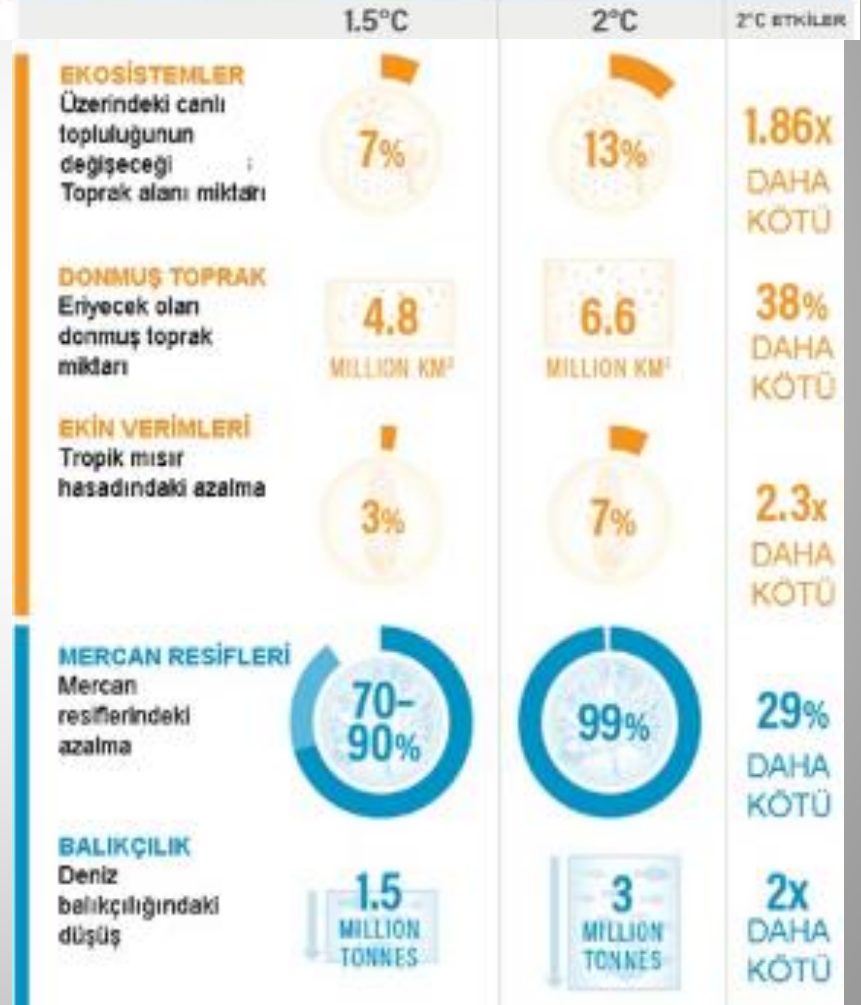 1.5°C
2°C
2°C ETKİLER
EKOSİSTEMLER
Üzerindeki canlı
topluluğunun
değişeceği
Toprak alanı miktarı
7%
13%
1.86x
DAHA
KÖTÜ
DONMUŞ TOPRAK
Eriyecek olan
donmuş toprak
miktarı
4.8
MILLION KM²
6.6
MILLION KM²
38%
DAHA
KÖTÜ
EKİN VERİMLERİ
Tropik mısır
hasadındaki azalma
3%
7%
2.3x
DAHA
KÖTÜ
MERCAN RESİFLERİ
Mercan
resiflerindeki
azalma
70-
90%
99%
29%
DAHA
KÖTÜ
BALIKÇILIK
Deniz
balıkçılığındaki
düşüş
1.5
MILLION
TONNES
3
MILLION
TONNES
2x
DAHA
KÖTÜ